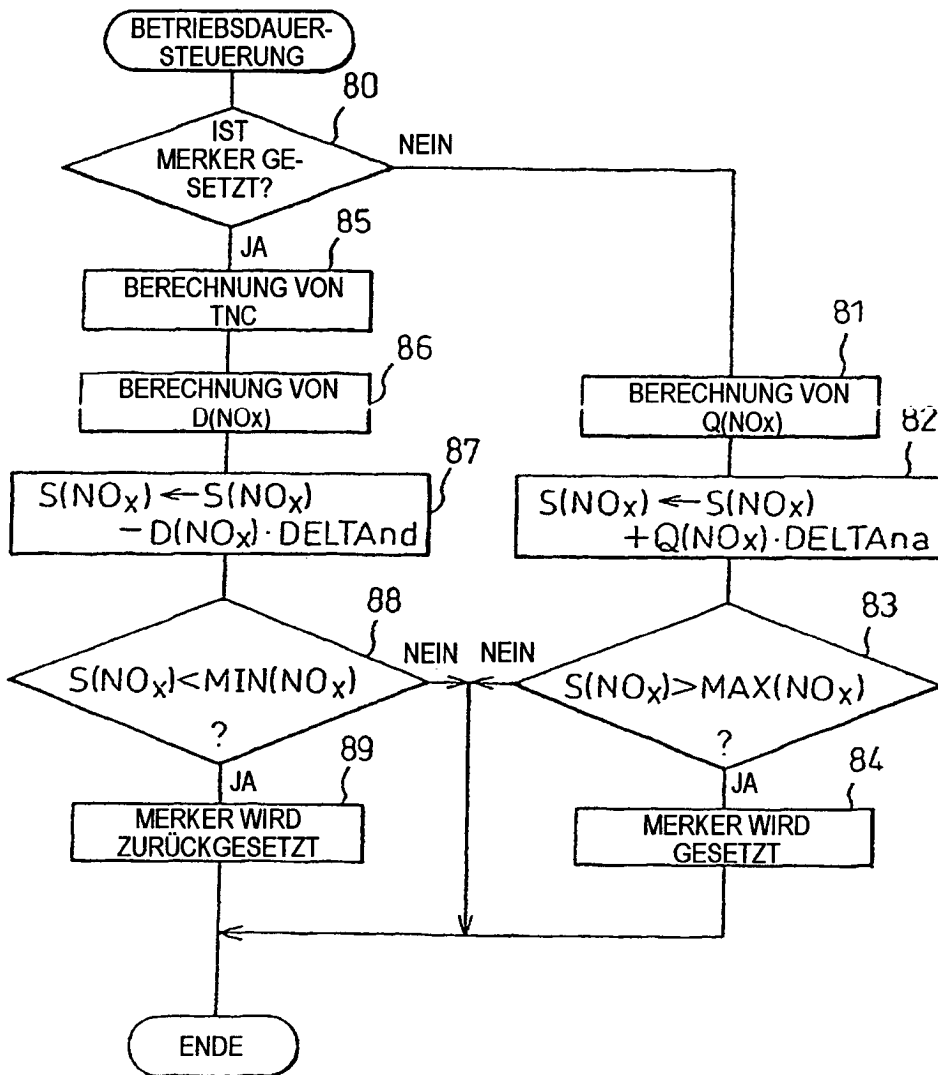 BETRIEBSDAUER-
STEUERUNG
80
IST
MERKER GE-
SETZT?
NEIN
JA
85
BERECHNUNG VON
TNC
86
BERECHNUNG VON
D(NOx)
87
S(NOx)←S(NOx)
−D(NOx)·DELTAnd
88
S(NOx)<MIN(NOx)
?
NEIN
JA
89
MERKER WIRD
ZURÜCKGESETZT
81
BERECHNUNG VON
Q(NOx)
82
S(NOx)←S(NOx)
+Q(NOx)·DELTAna
83
S(NOx)>MAX(NOx)
?
NEIN
JA
84
MERKER WIRD
GESETZT
ENDE